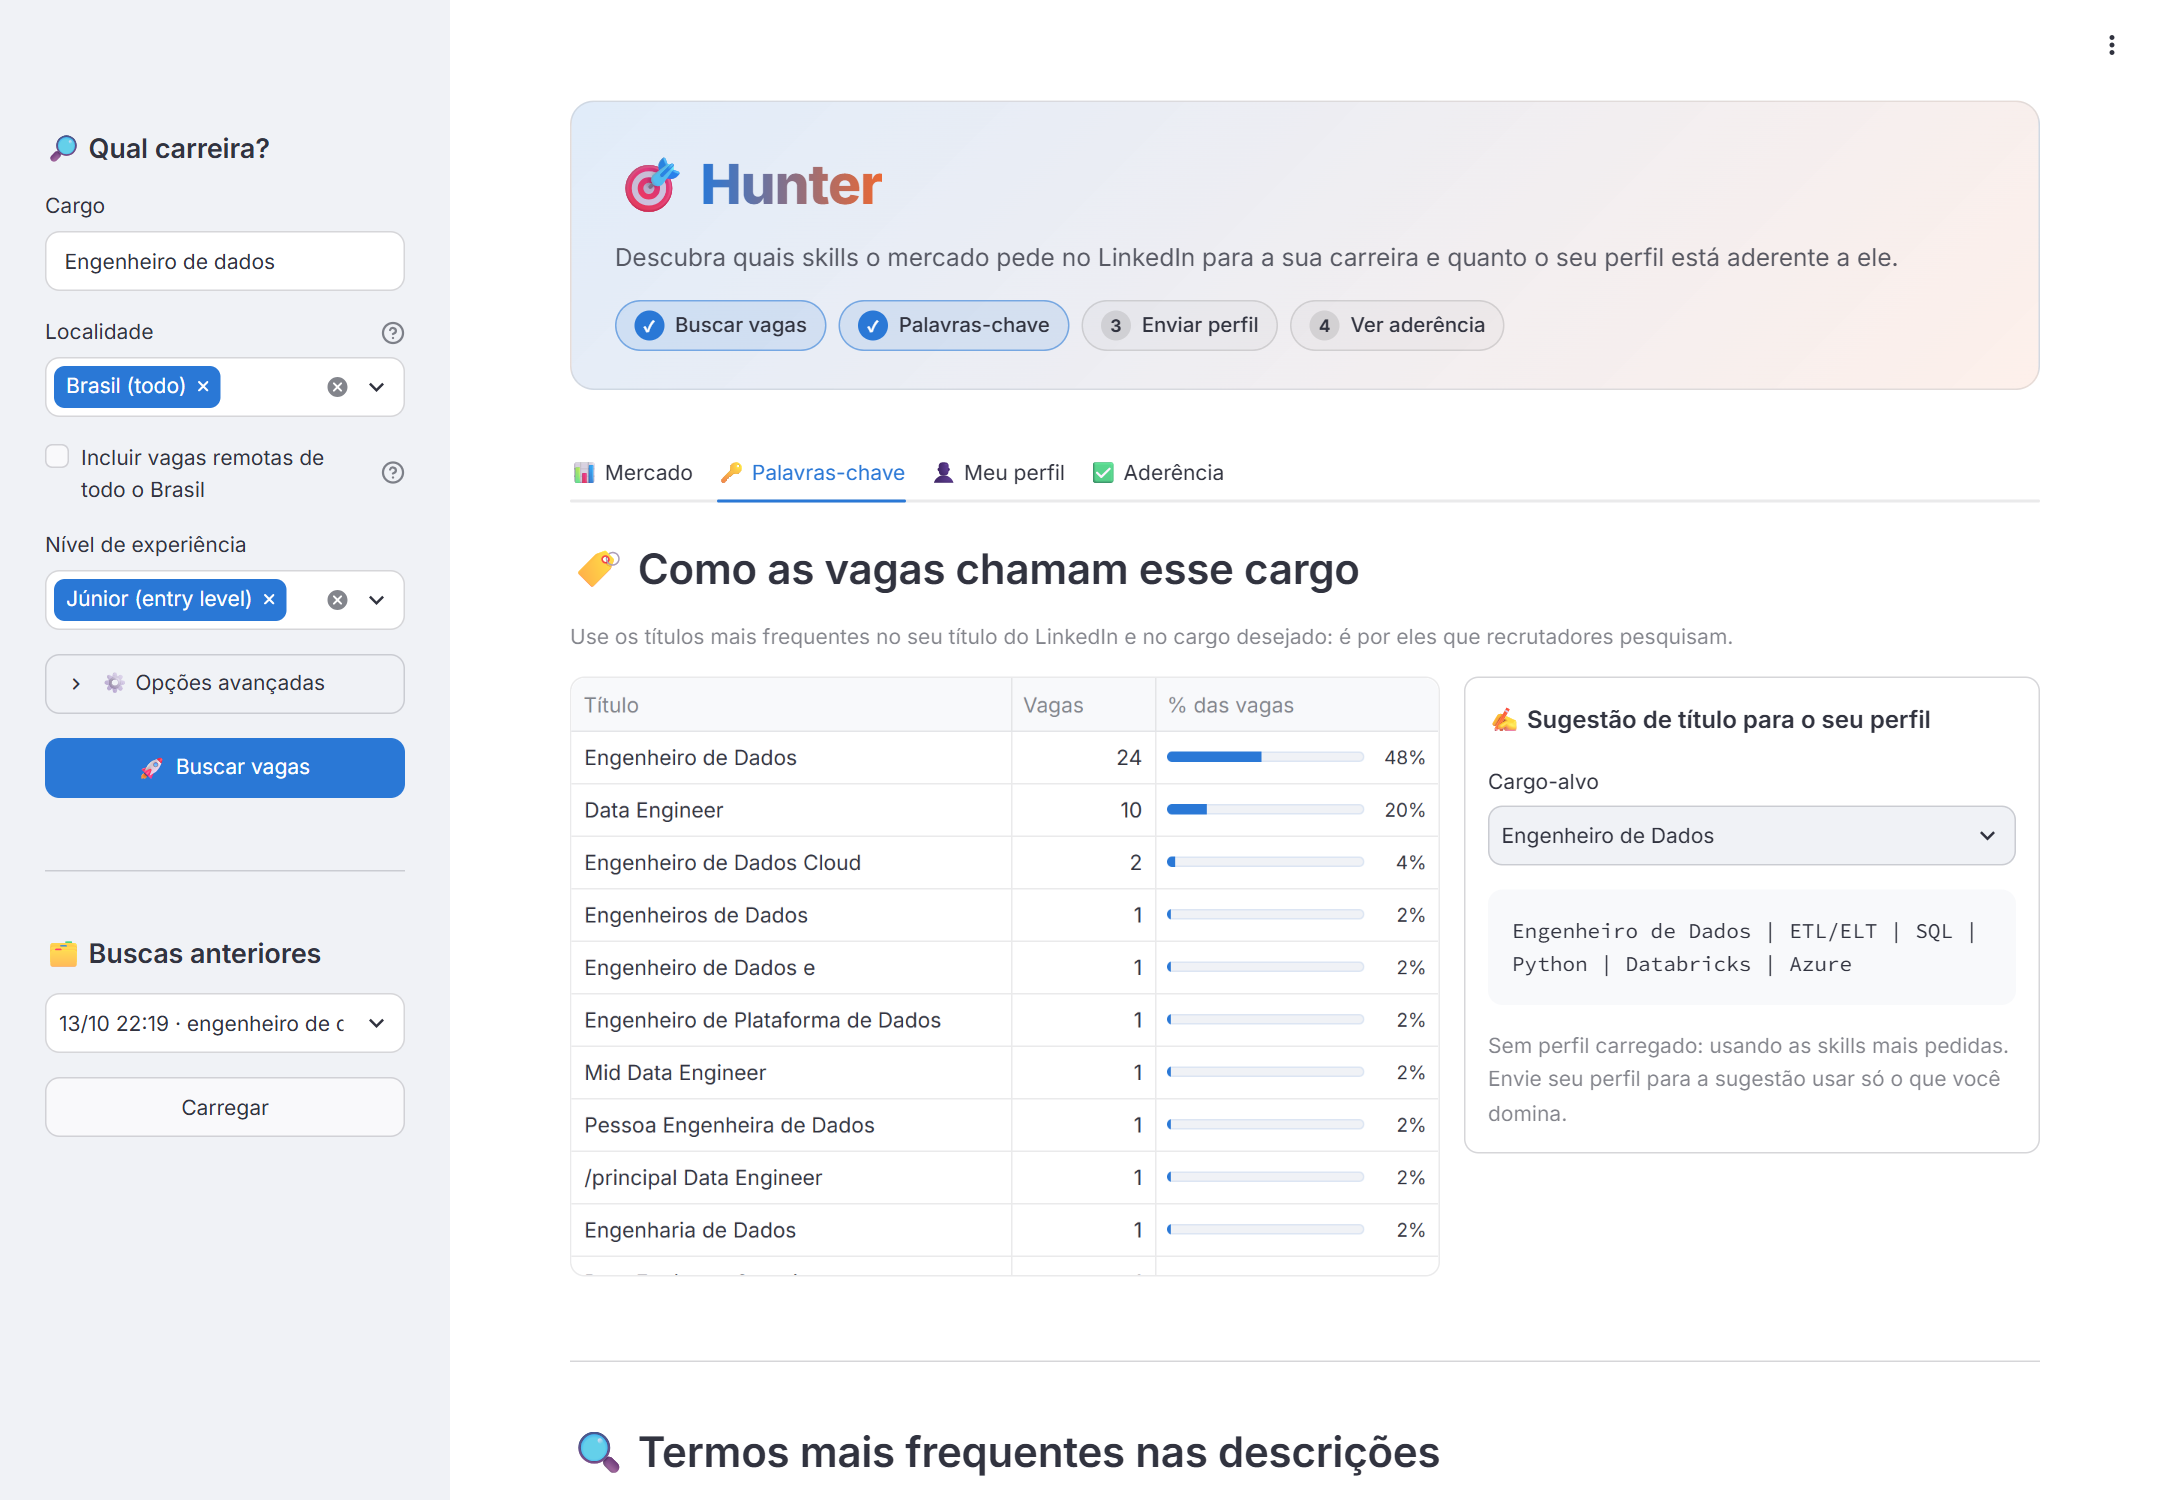 Qual carreira?
Cargo
Engenheiro de dados
Localidade
Brasil (todo)
Incluir vagas remotas de
todo o Brasil
Nível de experiência
Júnior (entry level)
Opções avançadas
Buscar vagas
Buscas anteriores
13/10 22:19 · engenheiro de
Carregar
Hunter
Descubra quais skills o mercado pede no LinkedIn para a sua carreira e quanto o seu perfil está aderente a ele.
Buscar vagas
Palavras-chave
3 Enviar perfil
4 Ver aderência
Mercado
Palavras-chave
Meu perfil
Aderência
Como as vagas chamam esse cargo
Use os títulos mais frequentes no seu título do LinkedIn e no cargo desejado: é por eles que recrutadores pesquisam.
Título Vagas % das vagas
Engenheiro de Dados 24 48%
Data Engineer 10 20%
Engenheiro de Dados Cloud 2 4%
Engenheiros de Dados 1 2%
Engenheiro de Dados e 1 2%
Engenheiro de Plataforma de Dados 1 2%
Mid Data Engineer 1 2%
Pessoa Engenheira de Dados 1 2%
/principal Data Engineer 1 2%
Engenharia de Dados 1 2%
Sugestão de título para o seu perfil
Cargo-alvo
Engenheiro de Dados
Engenheiro de Dados | ETL/ELT | SQL |
Python | Databricks | Azure
Sem perfil carregado: usando as skills mais pedidas.
Envie seu perfil para a sugestão usar só o que você
domina.
Termos mais frequentes nas descrições